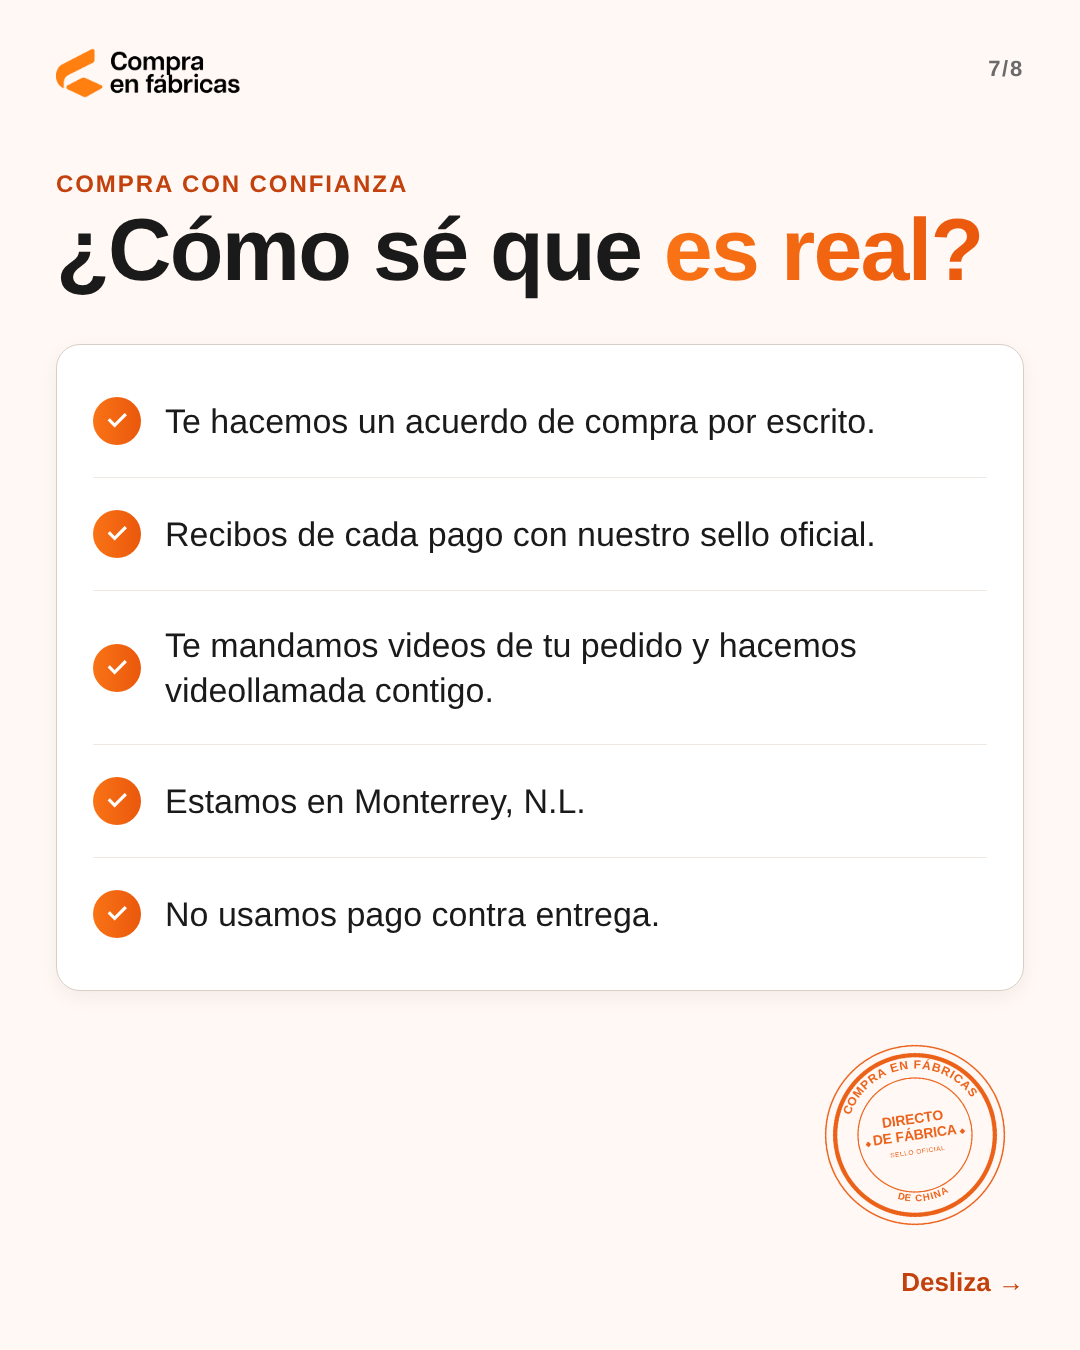 Compra
en fábricas
7/8
COMPRA CON CONFIANZA
¿Cómo sé que es real?
Te hacemos un acuerdo de compra por escrito.
Recibos de cada pago con nuestro sello oficial.
Te mandamos videos de tu pedido y hacemos
videollamada contigo.
Estamos en Monterrey, N.L.
No usamos pago contra entrega.
COMPRA EN FÁBRICAS
DIRECTO
DE FÁBRICA
SELLO OFICIAL
DE CHINA
Desliza →